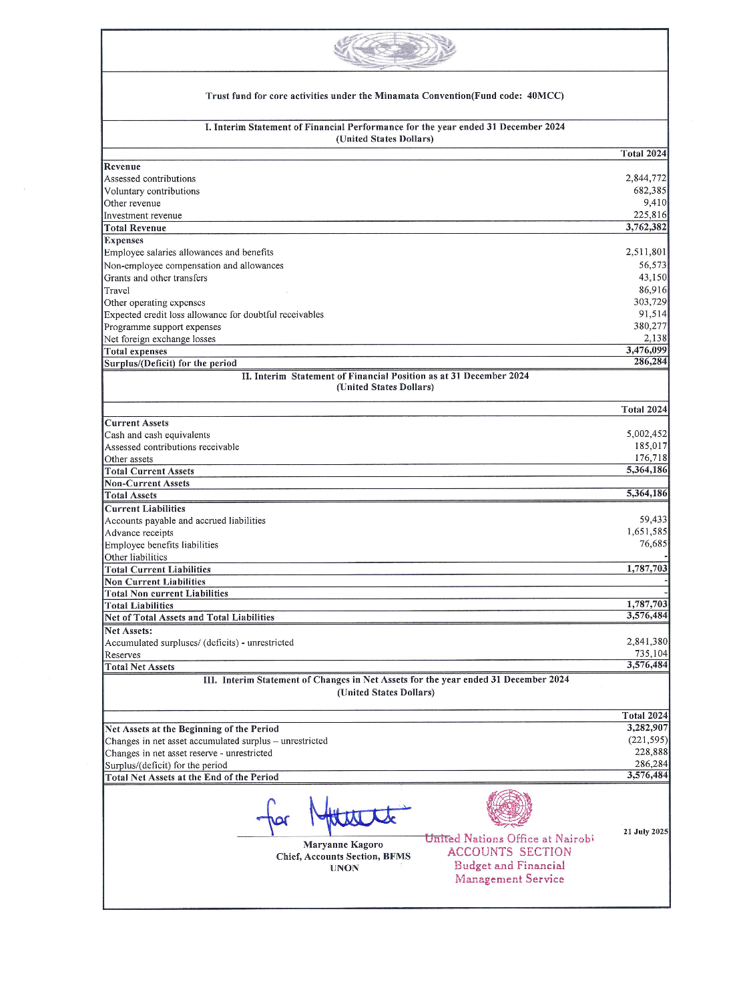 Trust fund for core activities under the Minamata Convention(Fund code: 40MCC)
I. Interim Statement of Financial Performance for the year ended 31 December 2024
(United States Dollars)
Total 2024
Revenue
Assessed contributions 2,844,772
Voluntary contributions 682,385
Other revenue 9,410
Investment revenue 225,816
Total Revenue 3,762,382
Expenses
Employee salaries allowances and benefits 2,511,801
Non-employee compensation and allowances 56,573
Grants and other transfers 43,150
Travel 86,916
Other operating expenses 303,729
Expected credit loss allowance for doubtful receivables 91,514
Programme support expenses 380,277
Net foreign exchange losses 2,138
Total expenses 3,476,099
Surplus/(Deficit) for the period 286,284
II. Interim Statement of Financial Position as at 31 December 2024
(United States Dollars)
Total 2024
Current Assets
Cash and cash equivalents 5,002,452
Assessed contributions receivable 185,017
Other assets 176,718
Total Current Assets 5,364,186
Non-Current Assets
Total Assets 5,364,186
Current Liabilities
Accounts payable and accrued liabilities 59,433
Advance receipts 1,651,585
Employee benefits liabilities 76,685
Other liabilities -
Total Current Liabilities 1,787,703
Non Current Liabilities -
Total Non current Liabilities -
Total Liabilities 1,787,703
Net of Total Assets and Total Liabilities 3,576,484
Net Assets:
Accumulated surpluses/ (deficits) - unrestricted 2,841,380
Reserves 735,104
Total Net Assets 3,576,484
III. Interim Statement of Changes in Net Assets for the year ended 31 December 2024
(United States Dollars)
Total 2024
Net Assets at the Beginning of the Period 3,282,907
Changes in net asset accumulated surplus – unrestricted (221,595)
Changes in net asset reserve - unrestricted 228,888
Surplus/(deficit) for the period 286,284
Total Net Assets at the End of the Period 3,576,484
for
21 July 2025
Maryanne Kagoro
Chief, Accounts Section, BFMS
UNON
United Nations Office at Nairobi
ACCOUNTS SECTION
Budget and Financial
Management Service